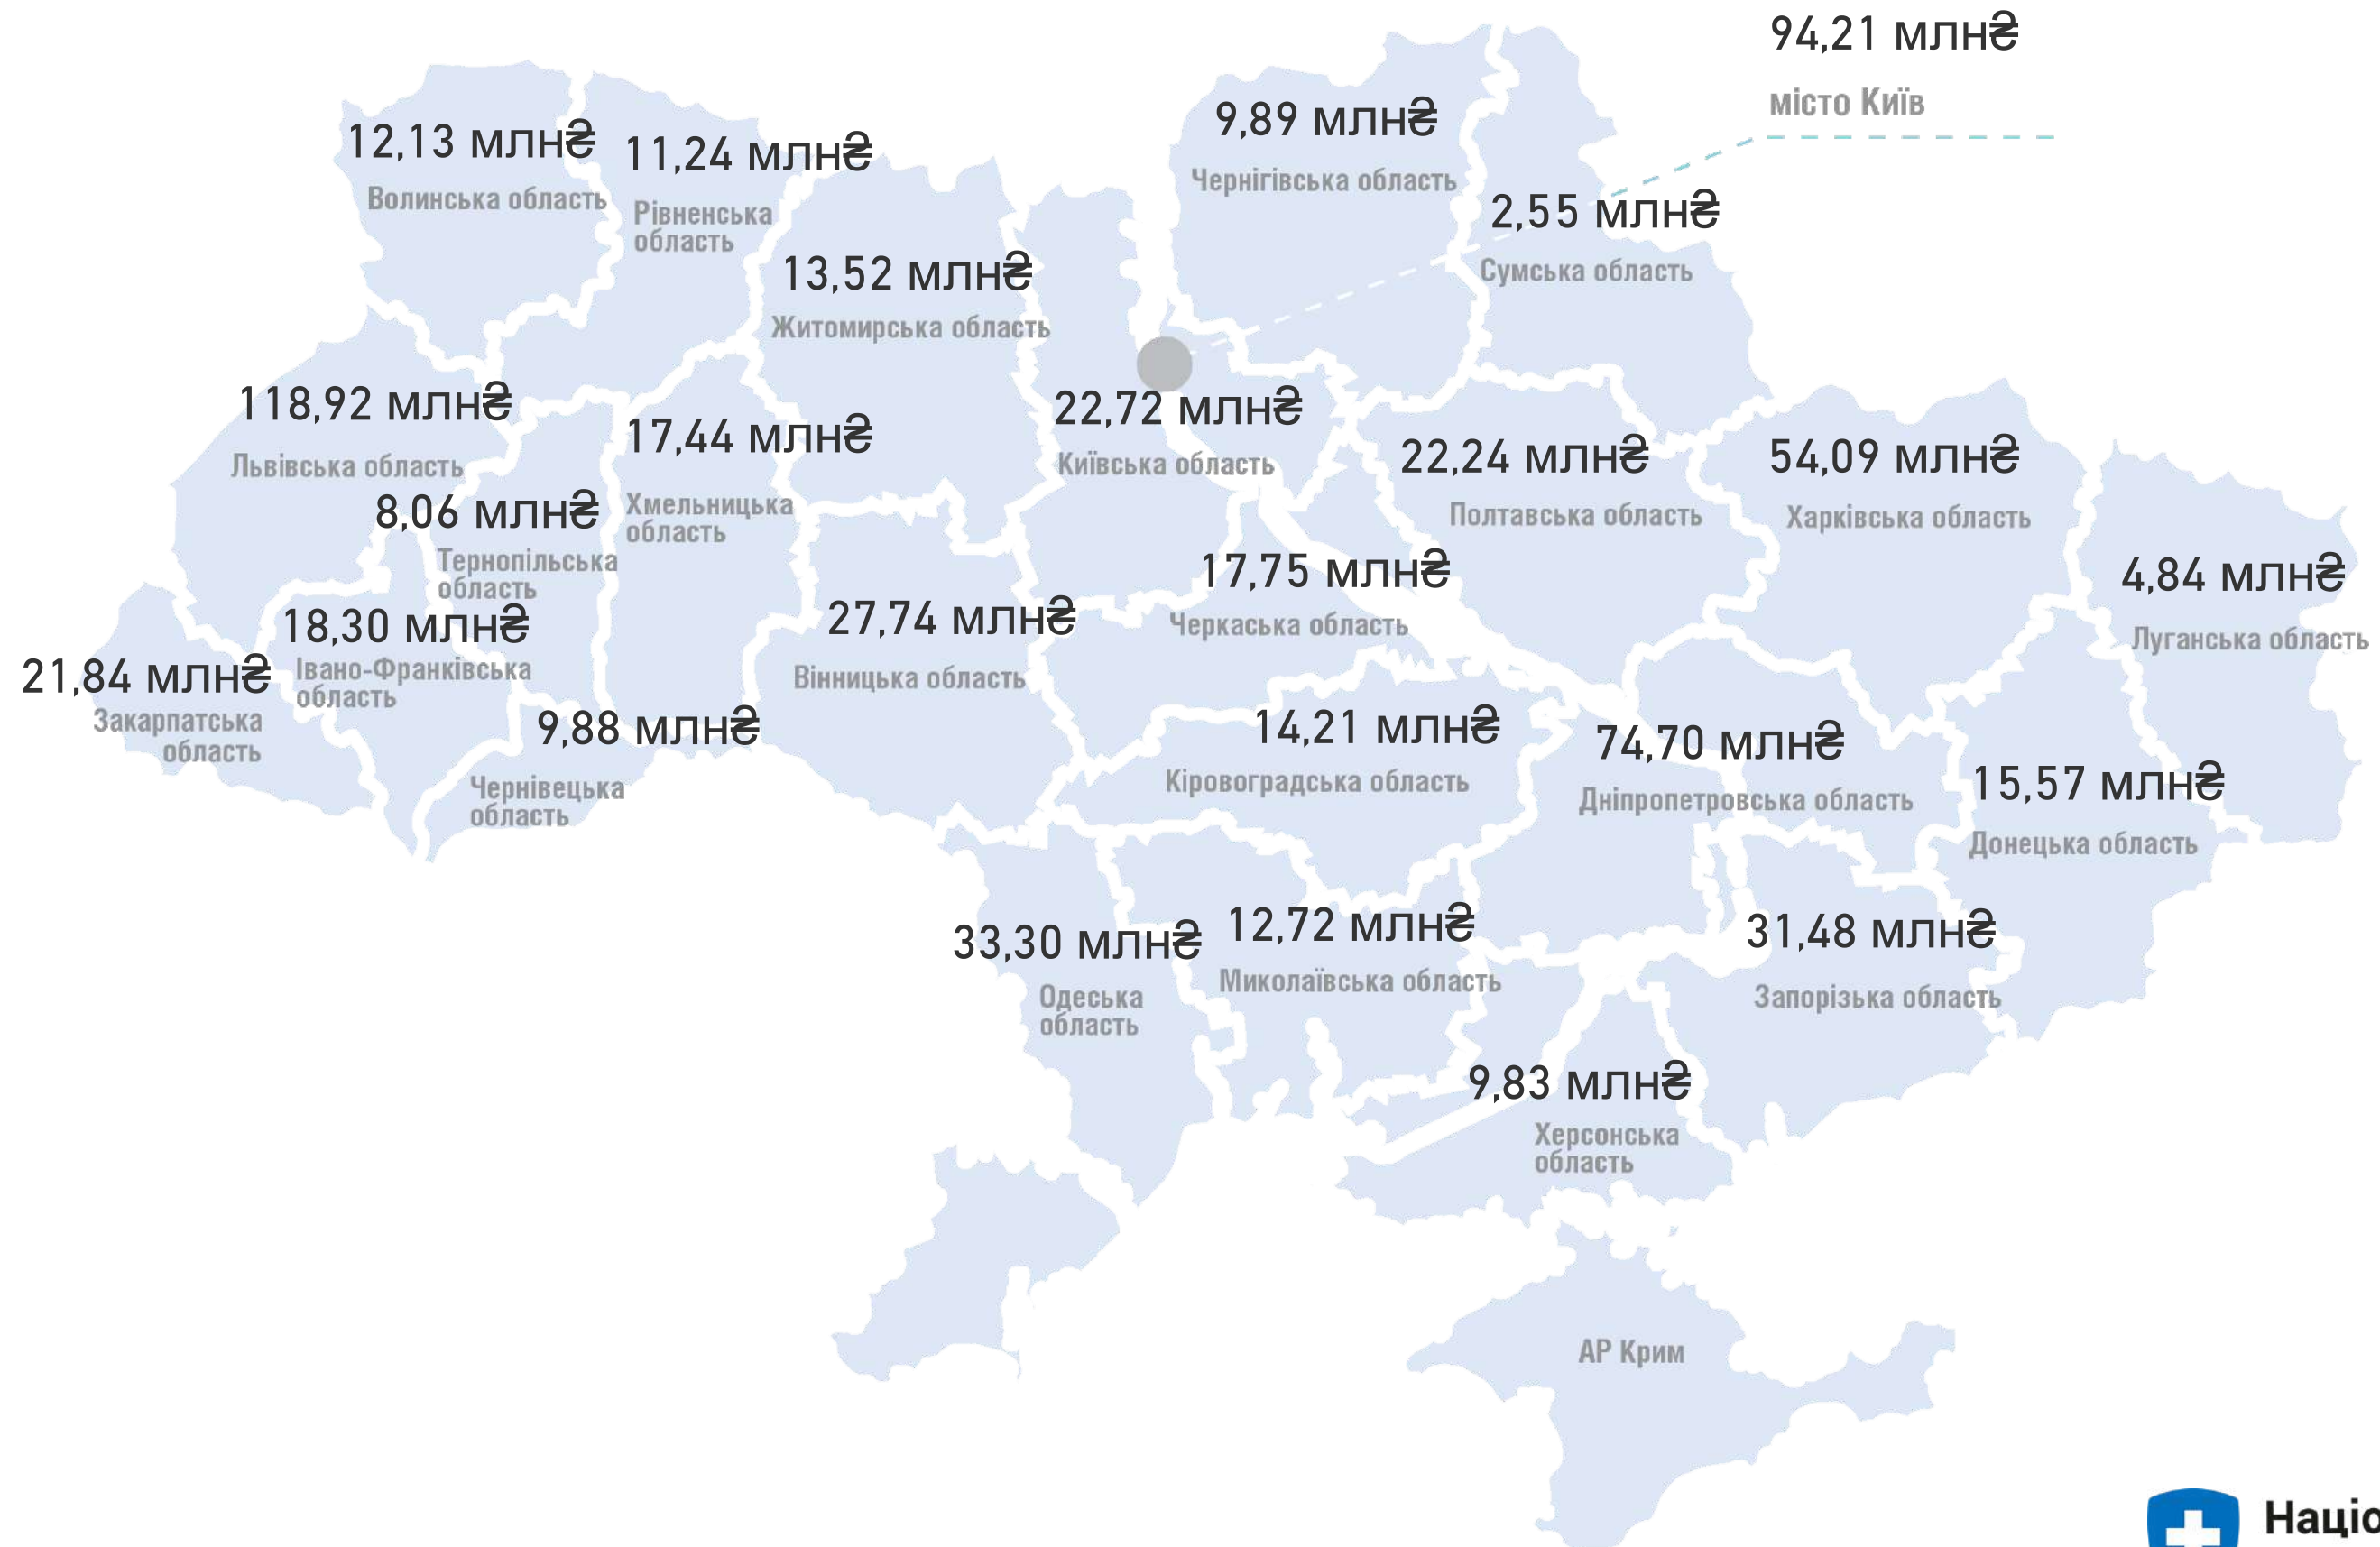 94,21 млн₴
місто Київ
9,89 млн₴
Чернігівська область
12,13 млн₴
Волинська область
11,24 млн₴
Рівненська
область
2,55 млн₴
Сумська область
13,52 млн₴
Житомирська область
118,92 млн₴
Львівська область
17,44 млн₴
Хмельницька
область
22,72 млн₴
Київська область
22,24 млн₴
Полтавська область
54,09 млн₴
Харківська область
8,06 млн₴
Тернопільська
область
17,75 млн₴
Черкаська область
4,84 млн₴
Луганська область
18,30 млн₴
Івано-Франківська
область
27,74 млн₴
Вінницька область
21,84 млн₴
Закарпатська
область
9,88 млн₴
Чернівецька
область
14,21 млн₴
Кіровоградська область
74,70 млн₴
Дніпропетровська область
15,57 млн₴
Донецька область
33,30 млн₴
Одеська
область
12,72 млн₴
Миколаївська область
31,48 млн₴
Запорізька область
9,83 млн₴
Херсонська
область
АР Крим